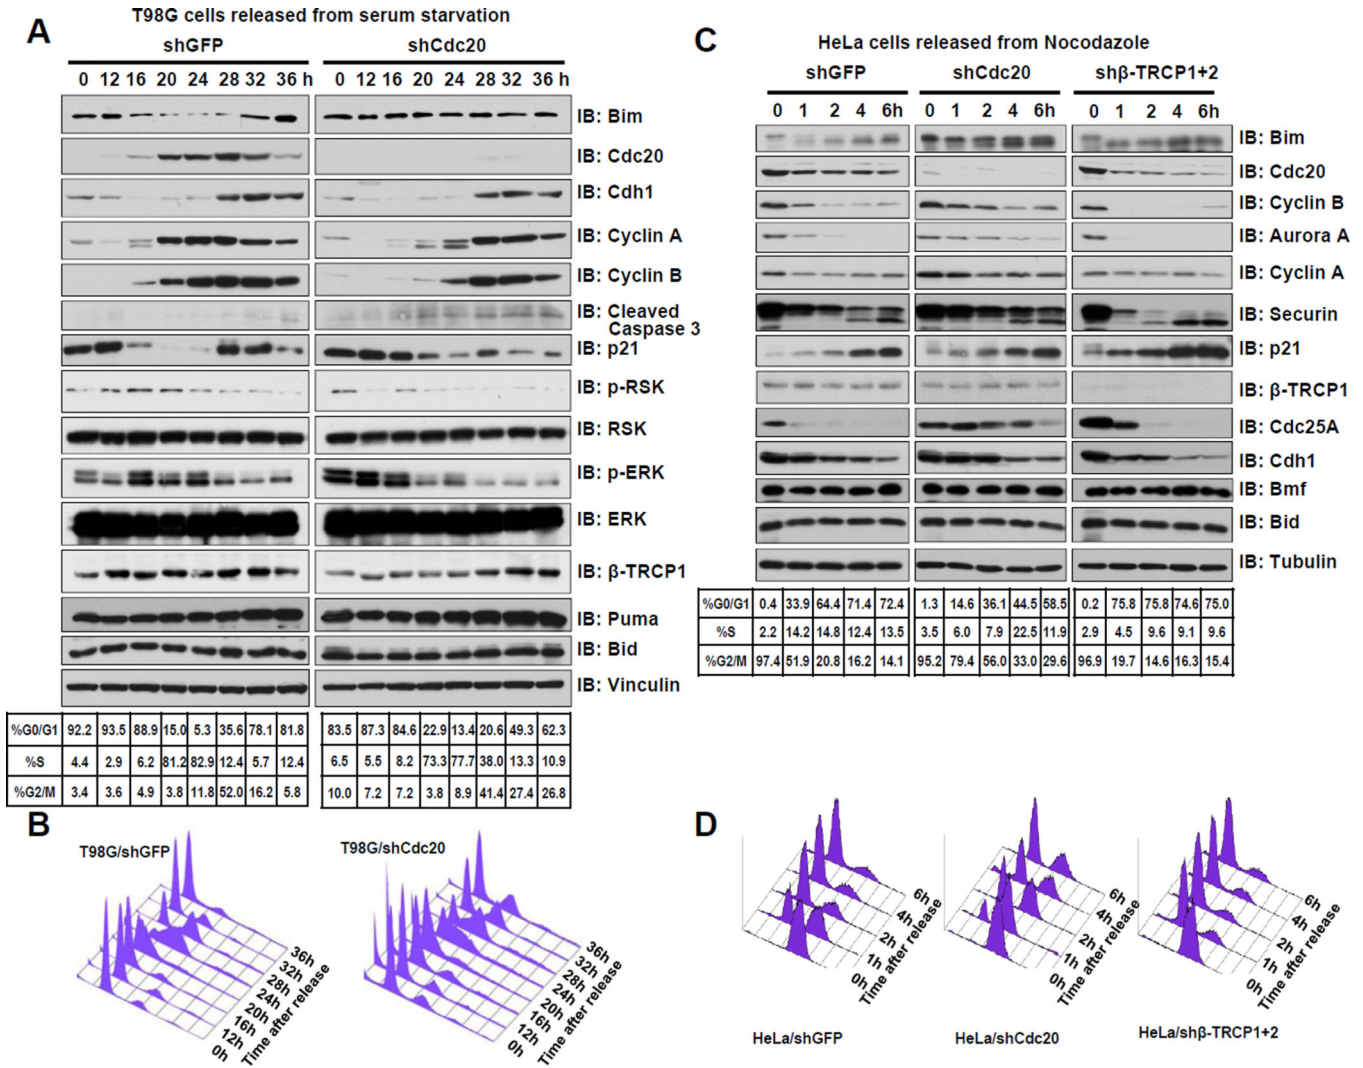 A
T98G cells released from serum starvation
shGFP shCdc20
0 12 16 20 24 28 32 36 h 0 12 16 20 24 28 32 36 h
IB: Bim
IB: Cdc20
IB: Cdh1
IB: Cyclin A
IB: Cyclin B
IB: Cleaved
Caspase 3
IB: p21
IB: p-RSK
IB: RSK
IB: p-ERK
IB: ERK
IB: β-TRCP1
IB: Puma
IB: Bid
IB: Vinculin
%G0/G1 92.2 93.5 88.9 15.0 5.3 35.6 78.1 81.8 83.5 87.3 84.6 22.9 13.4 20.6 49.3 62.3
%S 4.4 2.9 6.2 81.2 82.9 12.4 5.7 12.4 6.5 5.5 8.2 73.3 77.7 38.0 13.3 10.9
%G2/M 3.4 3.6 4.9 3.8 11.8 52.0 16.2 5.8 10.0 7.2 7.2 3.8 8.9 41.4 27.4 26.8
B
T98G/shGFP
36h
32h
28h
24h
20h
16h
12h
0h
Time after release
T98G/shCdc20
36h
32h
28h
24h
20h
16h
12h
0h
Time after release
C
HeLa cells released from Nocodazole
shGFP shCdc20 shβ-TRCP1+2
0 1 2 4 6h 0 1 2 4 6h 0 1 2 4 6h
IB: Bim
IB: Cdc20
IB: Cyclin B
IB: Aurora A
IB: Cyclin A
IB: Securin
IB: p21
IB: β-TRCP1
IB: Cdc25A
IB: Cdh1
IB: Bmf
IB: Bid
IB: Tubulin
%G0/G1 0.4 33.9 64.4 71.4 72.4 1.3 14.6 36.1 44.5 58.5 0.2 75.8 75.8 74.6 75.0
%S 2.2 14.2 14.8 12.4 13.5 3.5 6.0 7.9 22.5 11.9 2.9 4.5 9.6 9.1 9.6
%G2/M 97.4 51.9 20.8 16.2 14.1 95.2 79.4 56.0 33.0 29.6 96.9 19.7 14.6 16.3 15.4
D
6h
4h
2h
1h
0h
Time after release
HeLa/shGFP
6h
4h
2h
1h
0h
Time after release
HeLa/shCdc20
6h
4h
2h
1h
0h
Time after release
HeLa/shβ-TRCP1+2